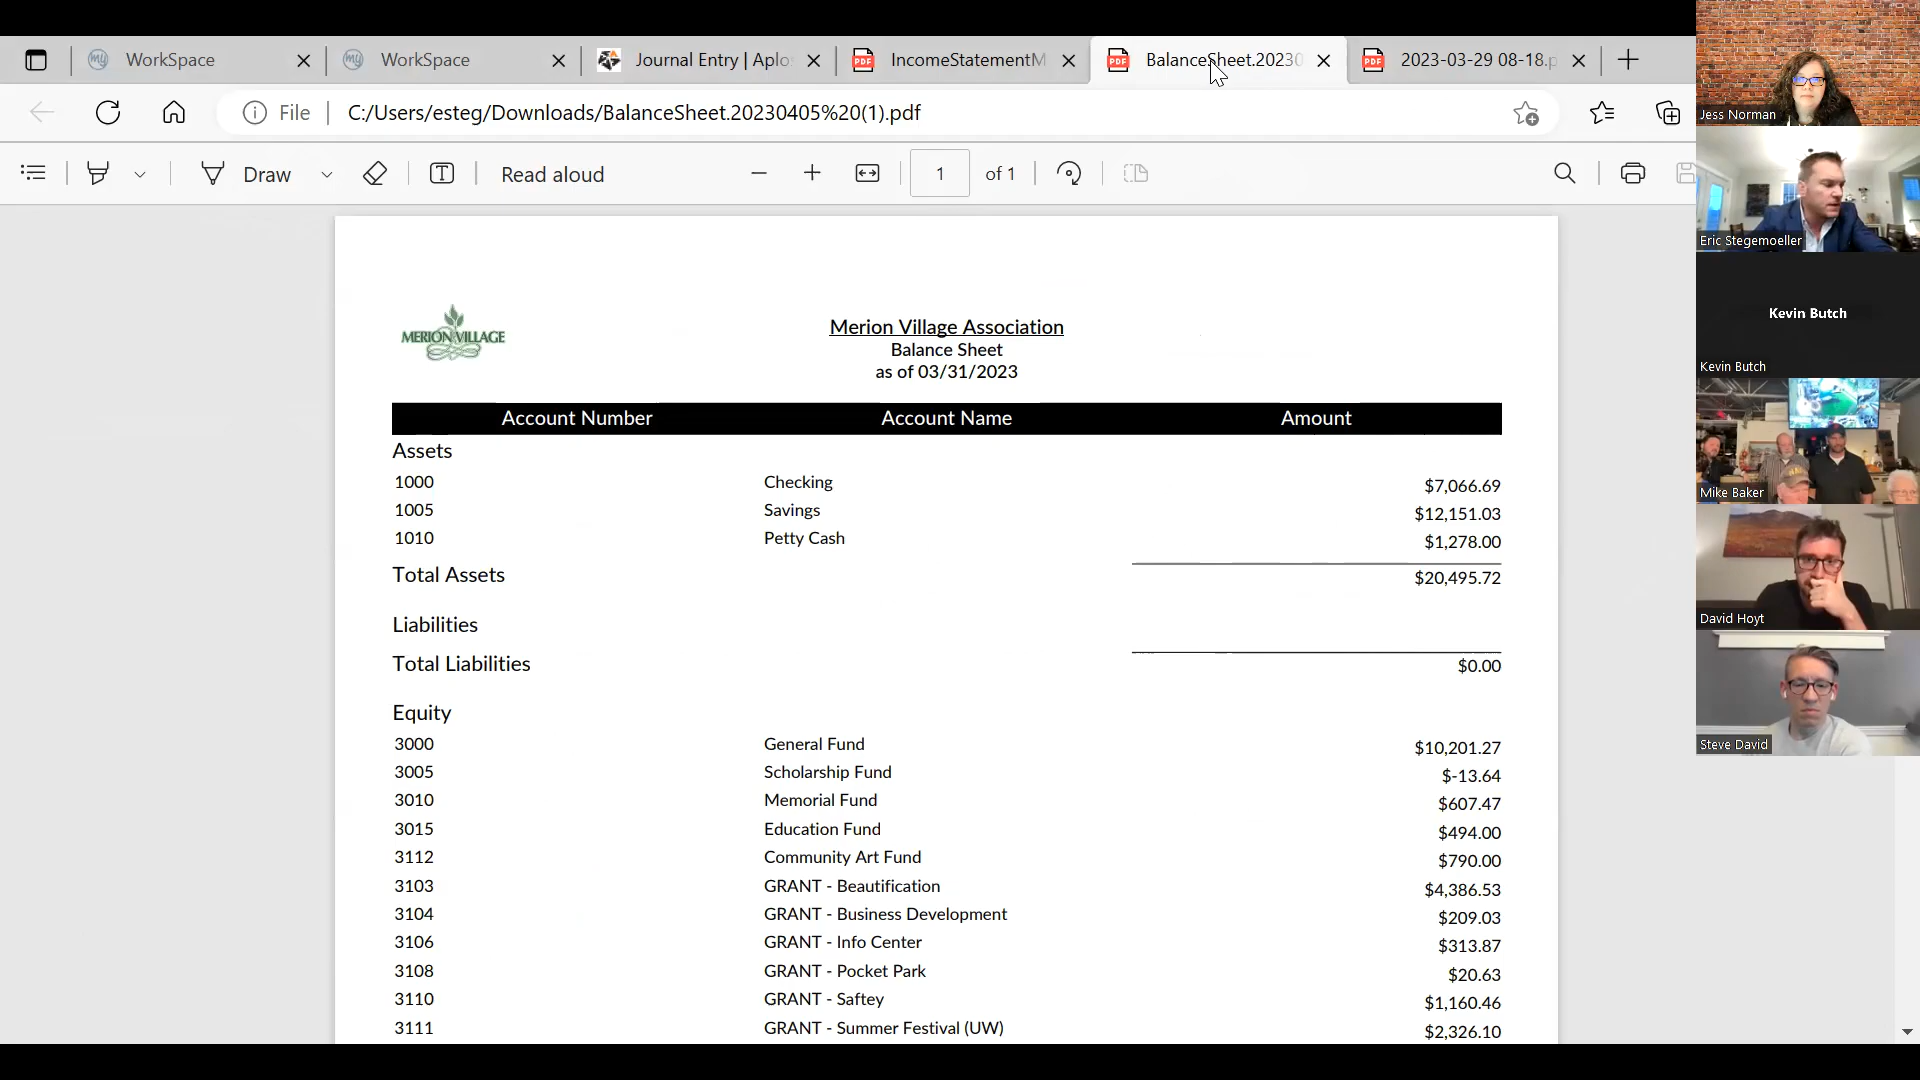 WorkSpace
WorkSpace
Journal Entry | Aplo
IncomeStatementM
BalanceSheet.20230
2023-03-29 08-18.p
File
C:/Users/esteg/Downloads/BalanceSheet.20230405%20(1).pdf
Draw
Read aloud
1
of 1
MERION VILLAGE
Merion Village Association
Balance Sheet
as of 03/31/2023
Account Number Account Name Amount
Assets
1000 Checking $7,066.69
1005 Savings $12,151.03
1010 Petty Cash $1,278.00
Total Assets $20,495.72
Liabilities
Total Liabilities $0.00
Equity
3000 General Fund $10,201.27
3005 Scholarship Fund $-13.64
3010 Memorial Fund $607.47
3015 Education Fund $494.00
3112 Community Art Fund $790.00
3103 GRANT - Beautification $4,386.53
3104 GRANT - Business Development $209.03
3106 GRANT - Info Center $313.87
3108 GRANT - Pocket Park $20.63
3110 GRANT - Saftey $1,160.46
3111 GRANT - Summer Festival (UW) $2,326.10
Jess Norman
Eric Stegemoeller
Kevin Butch
Kevin Butch
Mike Baker
David Hoyt
Steve David